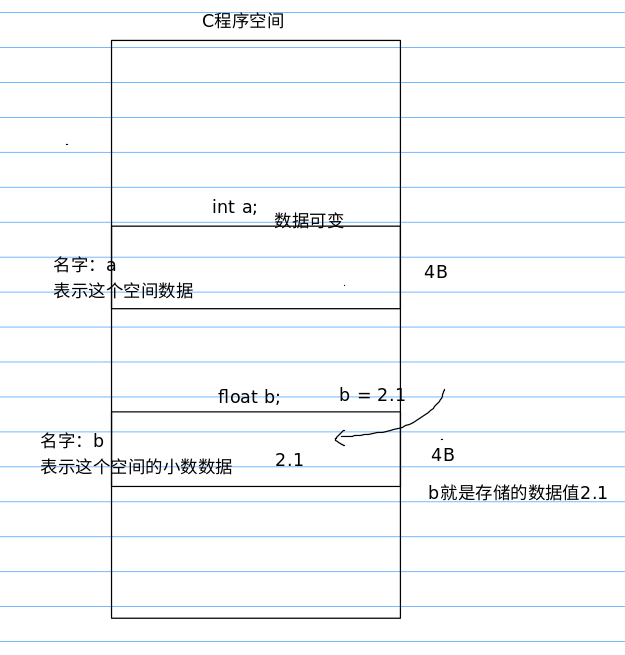 C程序空间
int a;
数据可变
名字：a
表示这个空间数据
4B
float b;
b = 2.1
名字：b
表示这个空间的小数数据
2.1
4B
b就是存储的数据值2.1